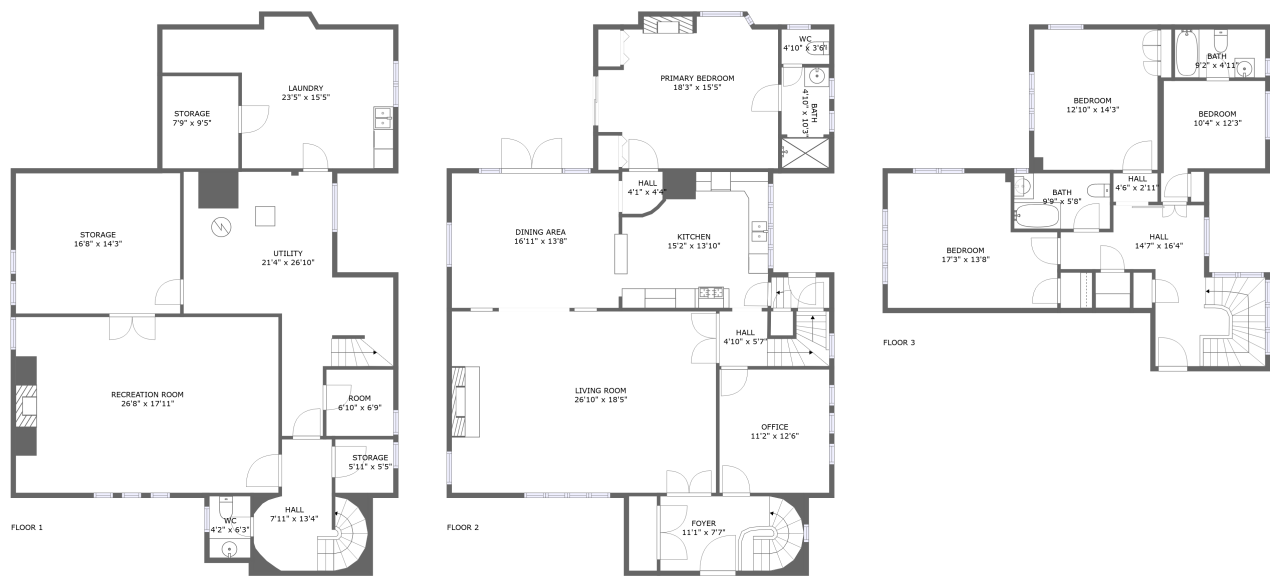 LAUNDRY
23'5" x 15'5"
STORAGE
7'9" x 9'5"
STORAGE
16'8" x 14'3"
UTILITY
21'4" x 26'10"
RECREATION ROOM
26'8" x 17'11"
ROOM
6'10" x 6'9"
STORAGE
5'11" x 5'5"
HALL
7'11" x 13'4"
WC
4'2" x 6'3"
FLOOR 1
WC
4'10" x 3'6"
PRIMARY BEDROOM
18'3" x 15'5"
BATH
4'10" x 10'3"
HALL
4'1" x 4'4"
DINING AREA
16'11" x 13'8"
KITCHEN
15'2" x 13'10"
HALL
4'10" x 5'7"
LIVING ROOM
26'10" x 18'5"
OFFICE
11'2" x 12'6"
FOYER
11'1" x 7'7"
FLOOR 2
BATH
9'2" x 4'11"
BEDROOM
12'10" x 14'3"
BEDROOM
10'4" x 12'3"
HALL
4'6" x 2'11"
BATH
9'9" x 5'8"
HALL
14'7" x 16'4"
BEDROOM
17'3" x 13'8"
FLOOR 3